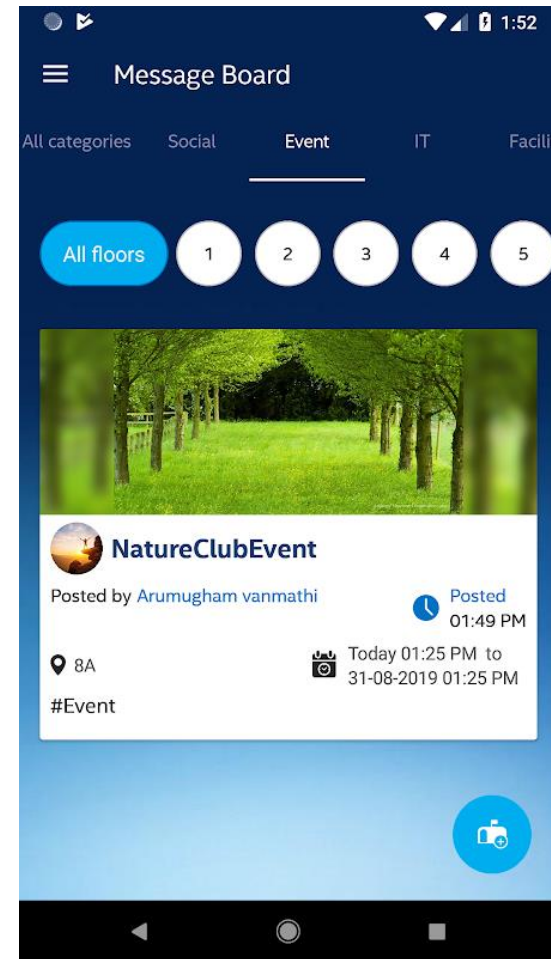 1:52
Message Board
All categories Social Event IT Facili
All floors 1 2 3 4 5
NatureClubEvent
Posted by Arumugham vanmathi
Posted
01:49 PM
8A
Today 01:25 PM to
31-08-2019 01:25 PM
#Event